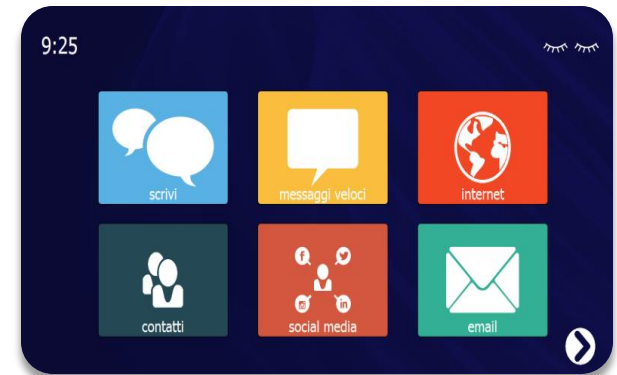 9:25
scrivi
messaggi veloci
internet
contatti
social media
email